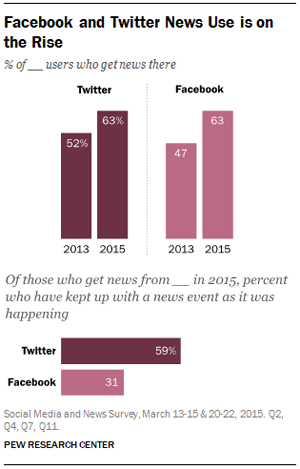 Facebook and Twitter News Use is on
the Rise
% of __ users who get news there
Twitter Facebook
52% 63% 47 63
2013 2015 2013 2015
Of those who get news from __ in 2015, percent
who have kept up with a news event as it was
happening
Twitter 59%
Facebook 31
Social Media and News Survey, March 13-15 & 20-22, 2015. Q2,
Q4, Q7, Q11.
PEW RESEARCH CENTER